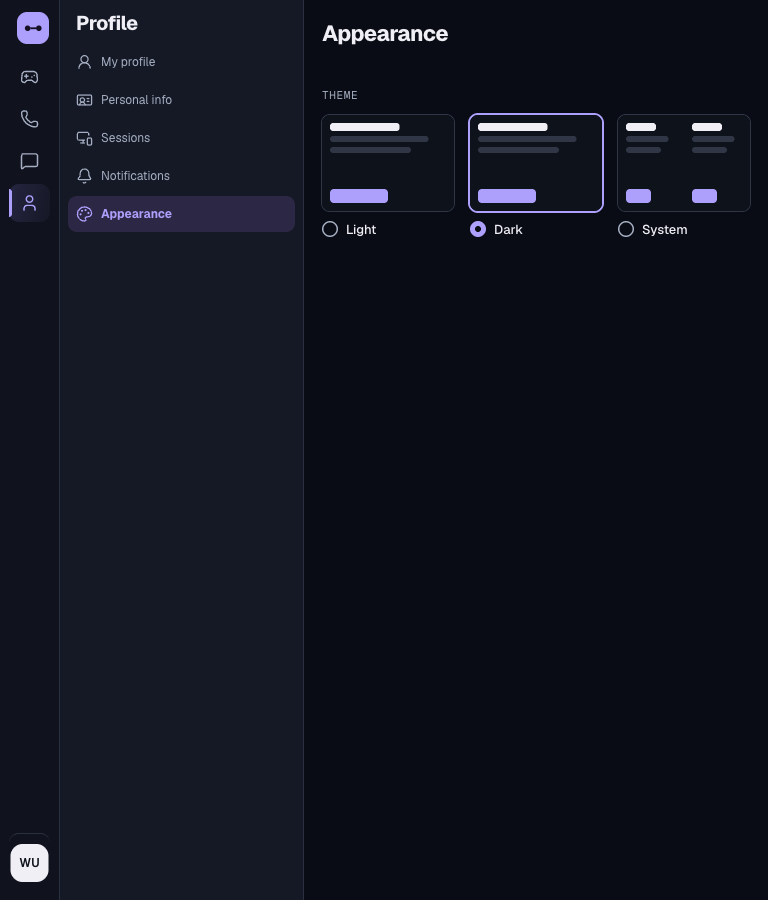 Profile
My profile
Personal info
Sessions
Notifications
Appearance
WU
Appearance
THEME
Light
Dark
System